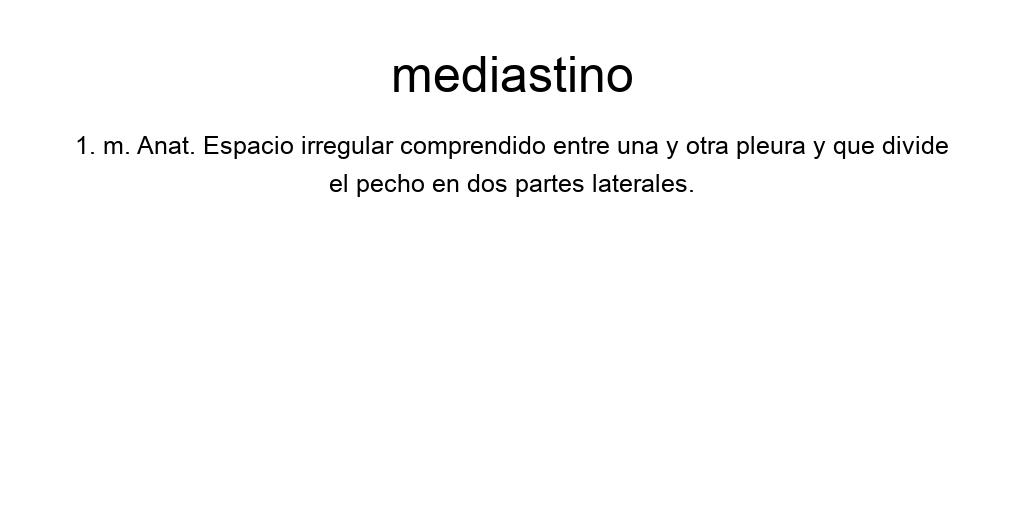 mediastino
1. m. Anat. Espacio irregular comprendido entre una y otra pleura y que divide
el pecho en dos partes laterales.